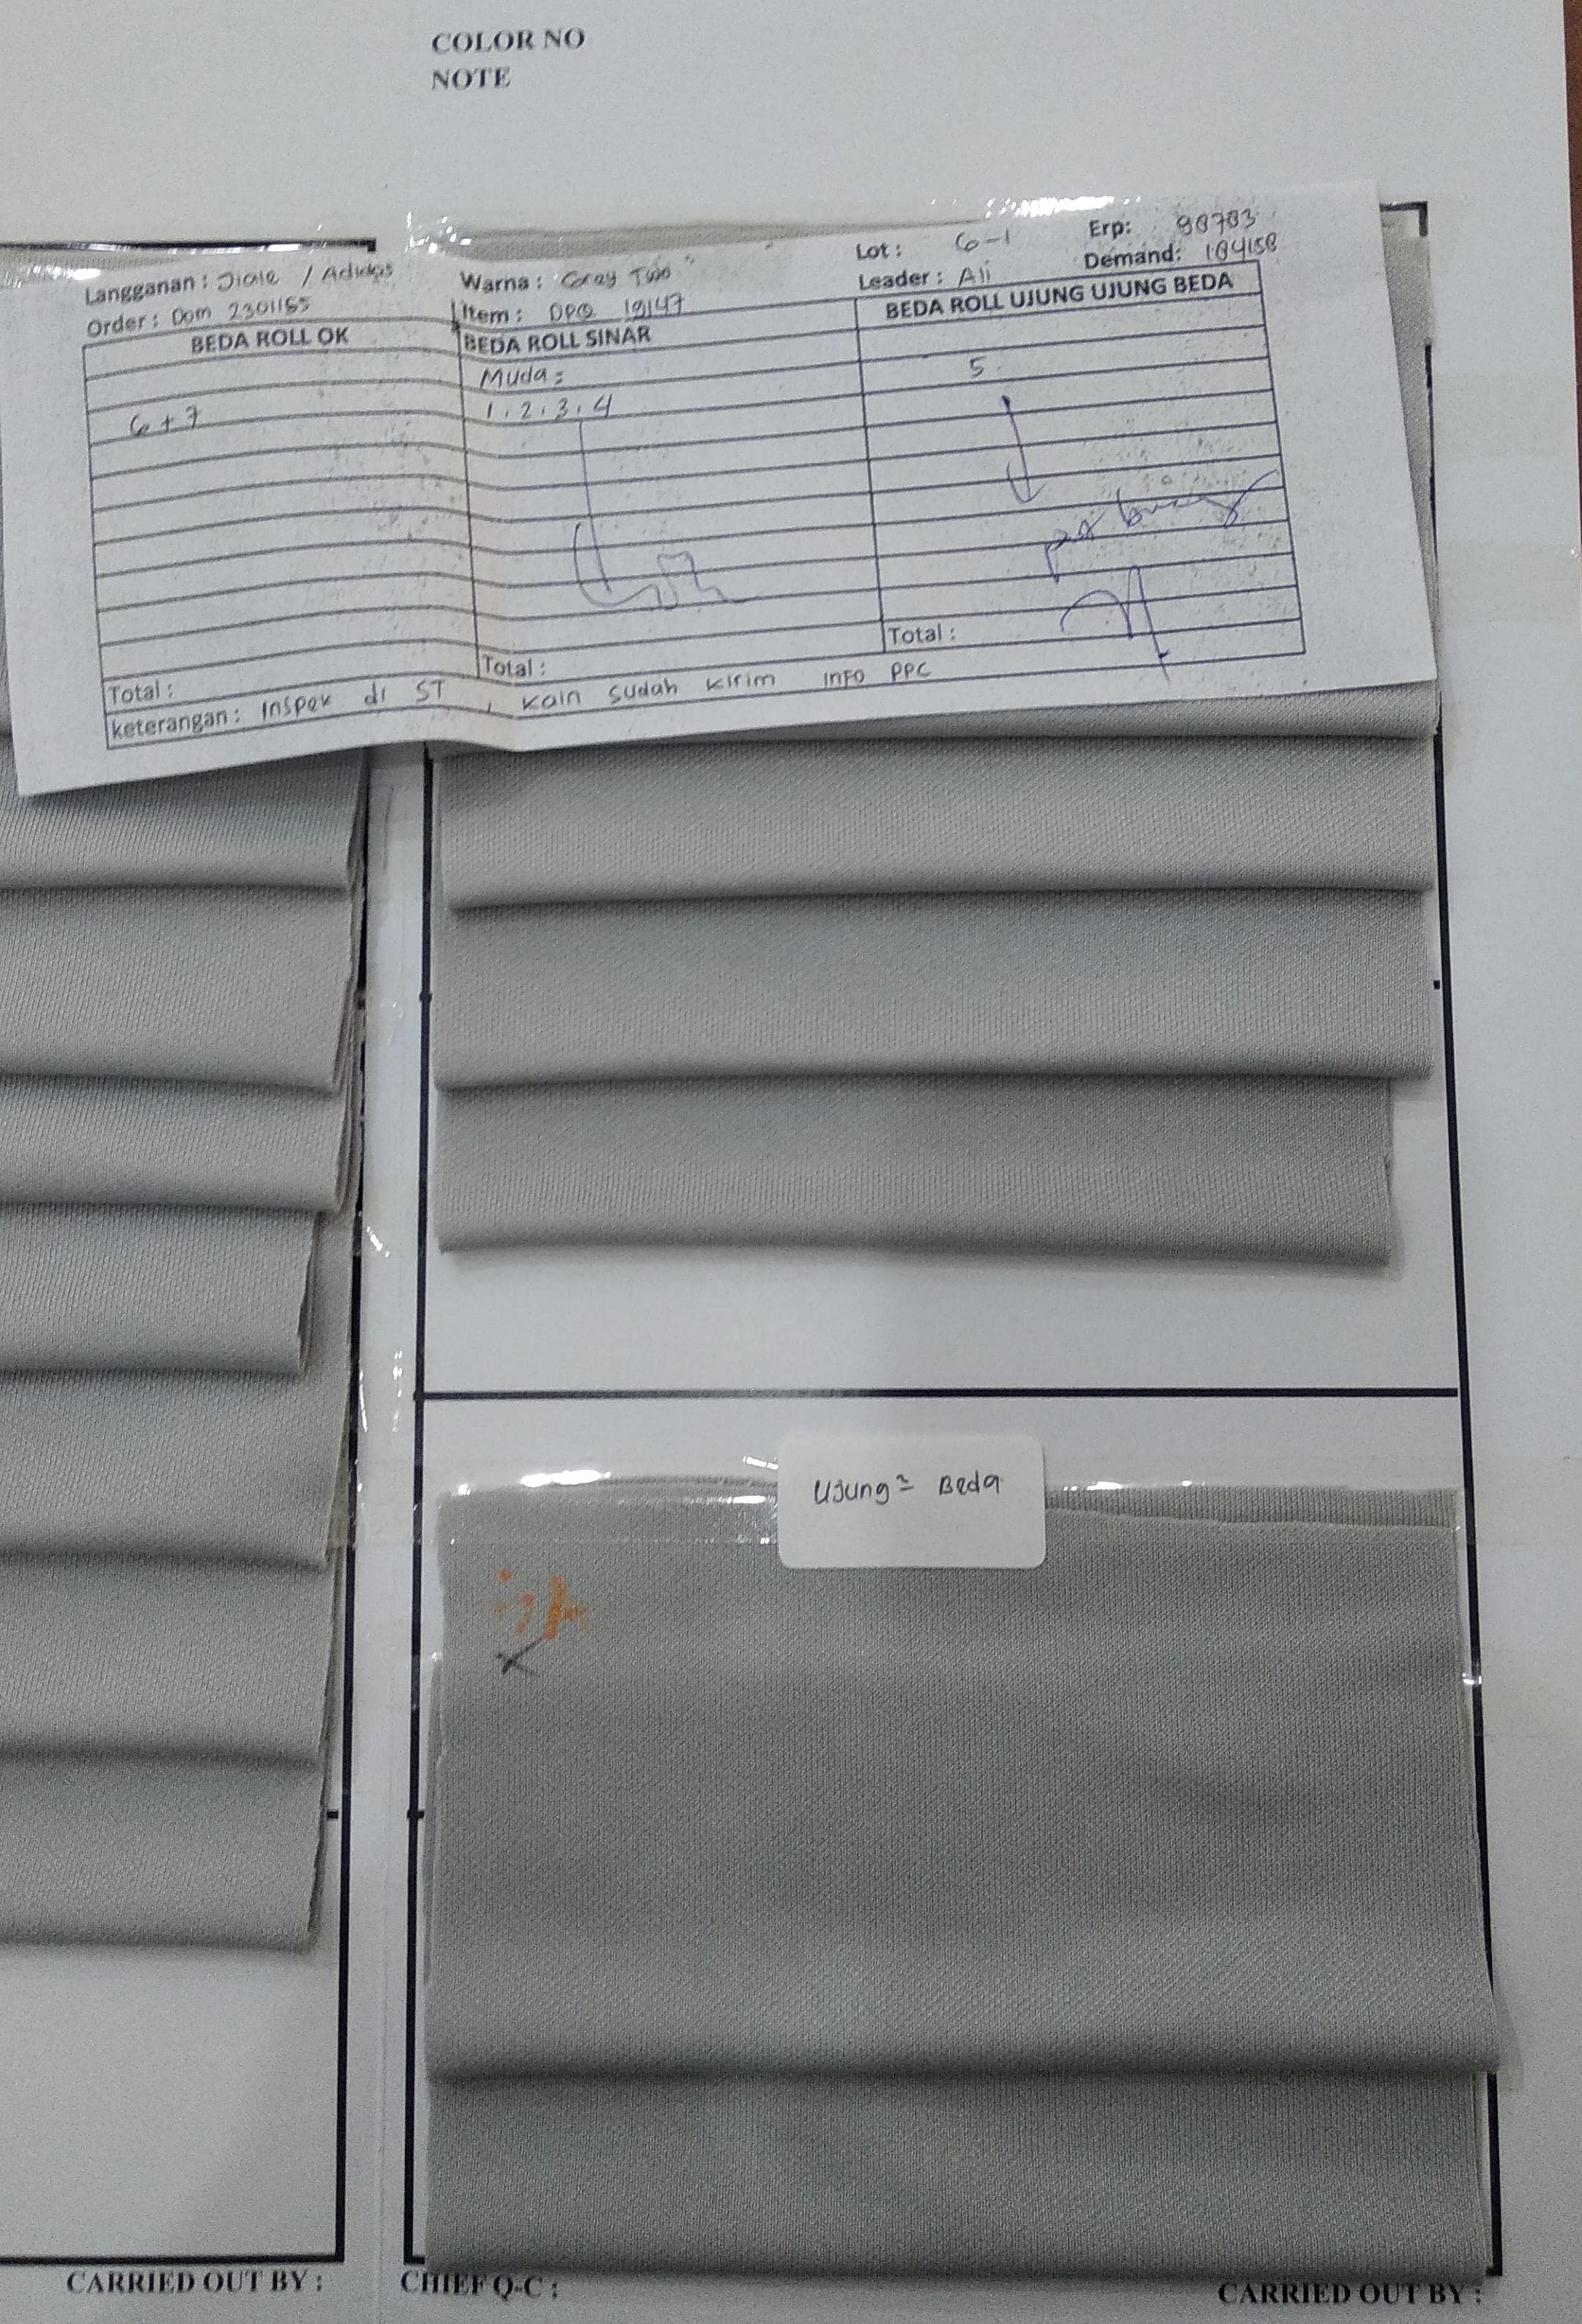 COLOR NO
NOTE
Langganan : Jiale / Adidas
Warna : "Gray Two"
Lot : 6-1
Erp: 98783
Order : Dom 2301165
Item : DPQ 19147
Leader : Ali
Demand: 184158
BEDA ROLL OK
BEDA ROLL SINAR
BEDA ROLL UJUNG UJUNG BEDA
Muda :
6 + 7
1.2.3.4
5.
Total :
Total :
Total :
keterangan : Inspek di ST , kain sudah kirim info PPC
Ujung² Beda
CARRIED OUT BY :
CHIEF Q-C :
CARRIED OUT BY :